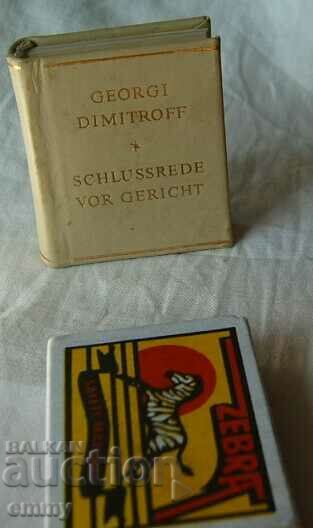 GEORGI
DIMITROFF
*
SCHLUSSREDE
VOR GERICHT
ZEBRA
BALKAN
auction
emmy